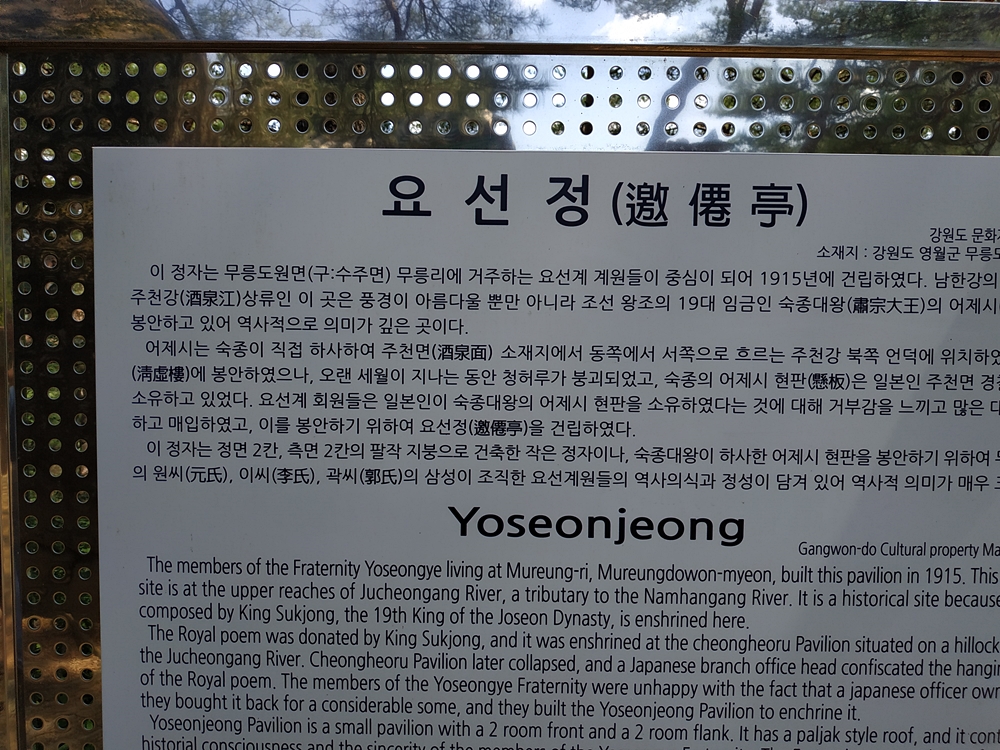 요 선 정 (邀 僊 亭)
강원도 문화
소재지 : 강원도 영월군 무릉도
이 정자는 무릉도원면(구:수주면) 무릉리에 거주하는 요선계 계원들이 중심이 되어 1915년에 건립하였다. 남한강의
주천강(酒泉江)상류인 이 곳은 풍경이 아름다울 뿐만 아니라 조선 왕조의 19대 임금인 숙종대왕(肅宗大王)의 어제시
봉안하고 있어 역사적으로 의미가 깊은 곳이다.
어제시는 숙종이 직접 하사하여 주천면(酒泉面) 소재지에서 동쪽에서 서쪽으로 흐르는 주천강 북쪽 언덕에 위치하였
(淸虛樓)에 봉안하였으나, 오랜 세월이 지나는 동안 청허루가 붕괴되었고, 숙종의 어제시 현판(懸板)은 일본인 주천면 경
소유하고 있었다. 요선계 회원들은 일본인이 숙종대왕의 어제시 현판을 소유하였다는 것에 대해 거부감을 느끼고 많은
하고 매입하였고, 이를 봉안하기 위하여 요선정(邀僊亭)을 건립하였다.
이 정자는 정면 2칸, 측면 2칸의 팔작 지붕으로 건축한 작은 정자이나, 숙종대왕이 하사한 어제시 현판을 봉안하기 위하여
의 원씨(元氏), 이씨(李氏), 곽씨(郭氏)의 삼성이 조직한 요선계원들의 역사의식과 정성이 담겨 있어 역사적 의미가 매우
Yoseonjeong
Gangwon-do Cultural property Ma
The members of the Fraternity Yoseongye living at Mureung-ri, Mureungdowon-myeon, built this pavilion in 1915. This
site is at the upper reaches of Jucheongang River, a tributary to the Namhangang River. It is a historical site because
composed by King Sukjong, the 19th King of the Joseon Dynasty, is enshrined here.
The Royal poem was donated by King Sukjong, and it was enshrined at the cheongheoru Pavilion situated on a hillock
the Jucheongang River. Cheongheoru Pavilion later collapsed, and a Japanese branch office head confiscated the hangin
of the Royal poem. The members of the Yoseongye Fraternity were unhappy with the fact that a japanese officer own
they bought it back for a considerable some, and they built the Yoseonjeong Pavilion to enchrine it.
Yoseonjeong Pavilion is a small pavilion with a 2 room front and a 2 room flank. It has a paljak style roof, and it cont
historial consciousness and the sincerity of the members of the